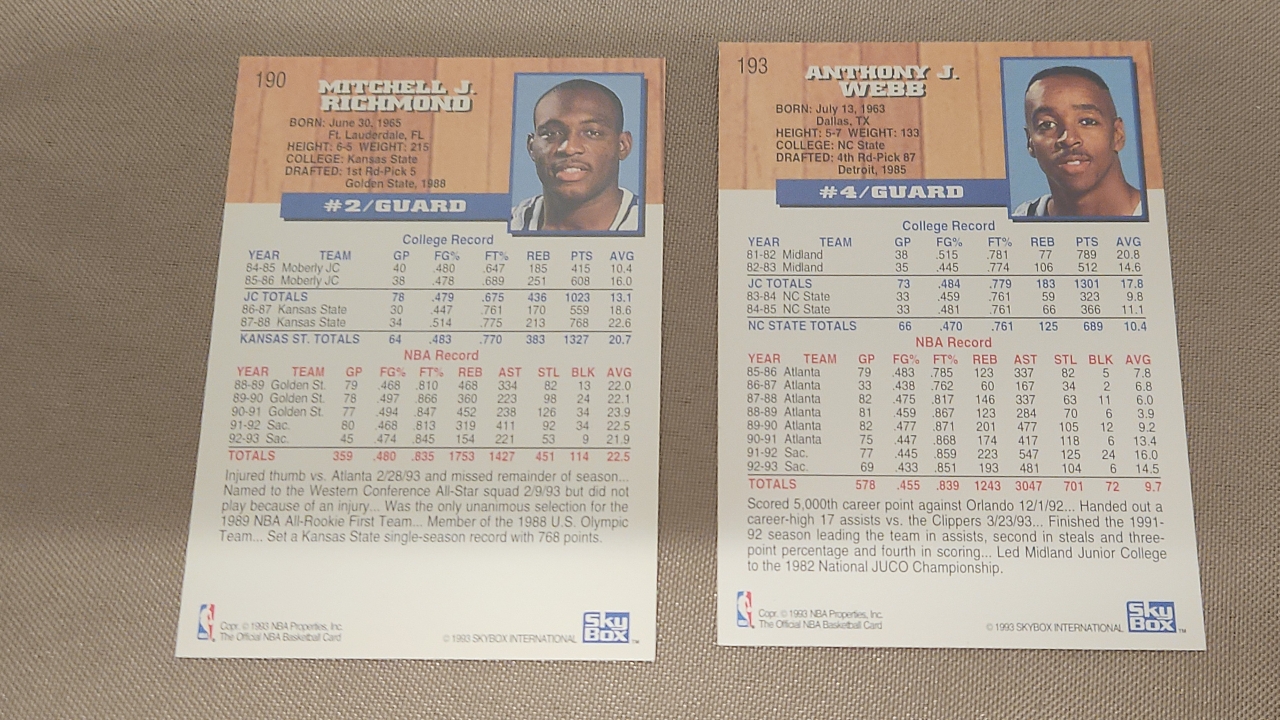 190
MITCHELL J.
RICHMOND
BORN: June 30, 1965
Ft. Lauderdale, FL
HEIGHT: 6-5 WEIGHT: 215
COLLEGE: Kansas State
DRAFTED: 1st Rd-Pick 5
Golden State, 1988
#2/GUARD
College Record
YEAR TEAM GP FG% FT% REB PTS AVG
84-85 Moberly JC 40 .480 .647 185 415 10.4
85-86 Moberly JC 38 .478 .689 251 608 16.0
JC TOTALS 78 .479 .675 436 1023 13.1
86-87 Kansas State 30 .447 .761 170 559 18.6
87-88 Kansas State 34 .514 .775 213 768 22.6
KANSAS ST. TOTALS 64 .483 .770 383 1327 20.7
NBA Record
YEAR TEAM GP FG% FT% REB AST STL BLK AVG
88-89 Golden St. 79 .468 .810 468 334 82 13 22.0
89-90 Golden St. 78 .497 .866 360 223 98 24 22.1
90-91 Golden St. 77 .494 .847 452 238 126 34 23.9
91-92 Sac. 80 .468 .813 319 411 92 34 22.5
92-93 Sac. 45 .474 .845 154 221 53 9 21.9
TOTALS 359 .480 .835 1753 1427 451 114 22.5
Injured thumb vs. Atlanta 2/28/93 and missed remainder of season...
Named to the Western Conference All-Star squad 2/9/93 but did not
play because of an injury... Was the only unanimous selection for the
1989 NBA All-Rookie First Team... Member of the 1988 U.S. Olympic
Team... Set a Kansas State single-season record with 768 points.
Copr. © 1993 NBA Properties, Inc.
The Official NBA Basketball Card
© 1993 SKYBOX INTERNATIONAL
SkyBox™
193
ANTHONY J.
WEBB
BORN: July 13, 1963
Dallas, TX
HEIGHT: 5-7 WEIGHT: 133
COLLEGE: NC State
DRAFTED: 4th Rd-Pick 87
Detroit, 1985
#4/GUARD
College Record
YEAR TEAM GP FG% FT% REB PTS AVG
81-82 Midland 38 .515 .781 77 789 20.8
82-83 Midland 35 .445 .774 106 512 14.6
JC TOTALS 73 .484 .779 183 1301 17.8
83-84 NC State 33 .459 .761 59 323 9.8
84-85 NC State 33 .481 .761 66 366 11.1
NC STATE TOTALS 66 .470 .761 125 689 10.4
NBA Record
YEAR TEAM GP FG% FT% REB AST STL BLK AVG
85-86 Atlanta 79 .483 .785 123 337 82 5 7.8
86-87 Atlanta 33 .438 .762 60 167 34 2 6.8
87-88 Atlanta 82 .475 .817 146 337 63 11 6.0
88-89 Atlanta 81 .459 .867 123 284 70 6 3.9
89-90 Atlanta 82 .477 .871 201 477 105 12 9.2
90-91 Atlanta 75 .447 .868 174 417 118 6 13.4
91-92 Sac. 77 .445 .859 223 547 125 24 16.0
92-93 Sac. 69 .433 .851 193 481 104 6 14.5
TOTALS 578 .455 .839 1243 3047 701 72 9.7
Scored 5,000th career point against Orlando 12/1/92... Handed out a
career-high 17 assists vs. the Clippers 3/23/93... Finished the 1991-
92 season leading the team in assists, second in steals and three-
point percentage and fourth in scoring... Led Midland Junior College
to the 1982 National JUCO Championship.
Copr. © 1993 NBA Properties, Inc.
The Official NBA Basketball Card
© 1993 SKYBOX INTERNATIONAL
SkyBox™